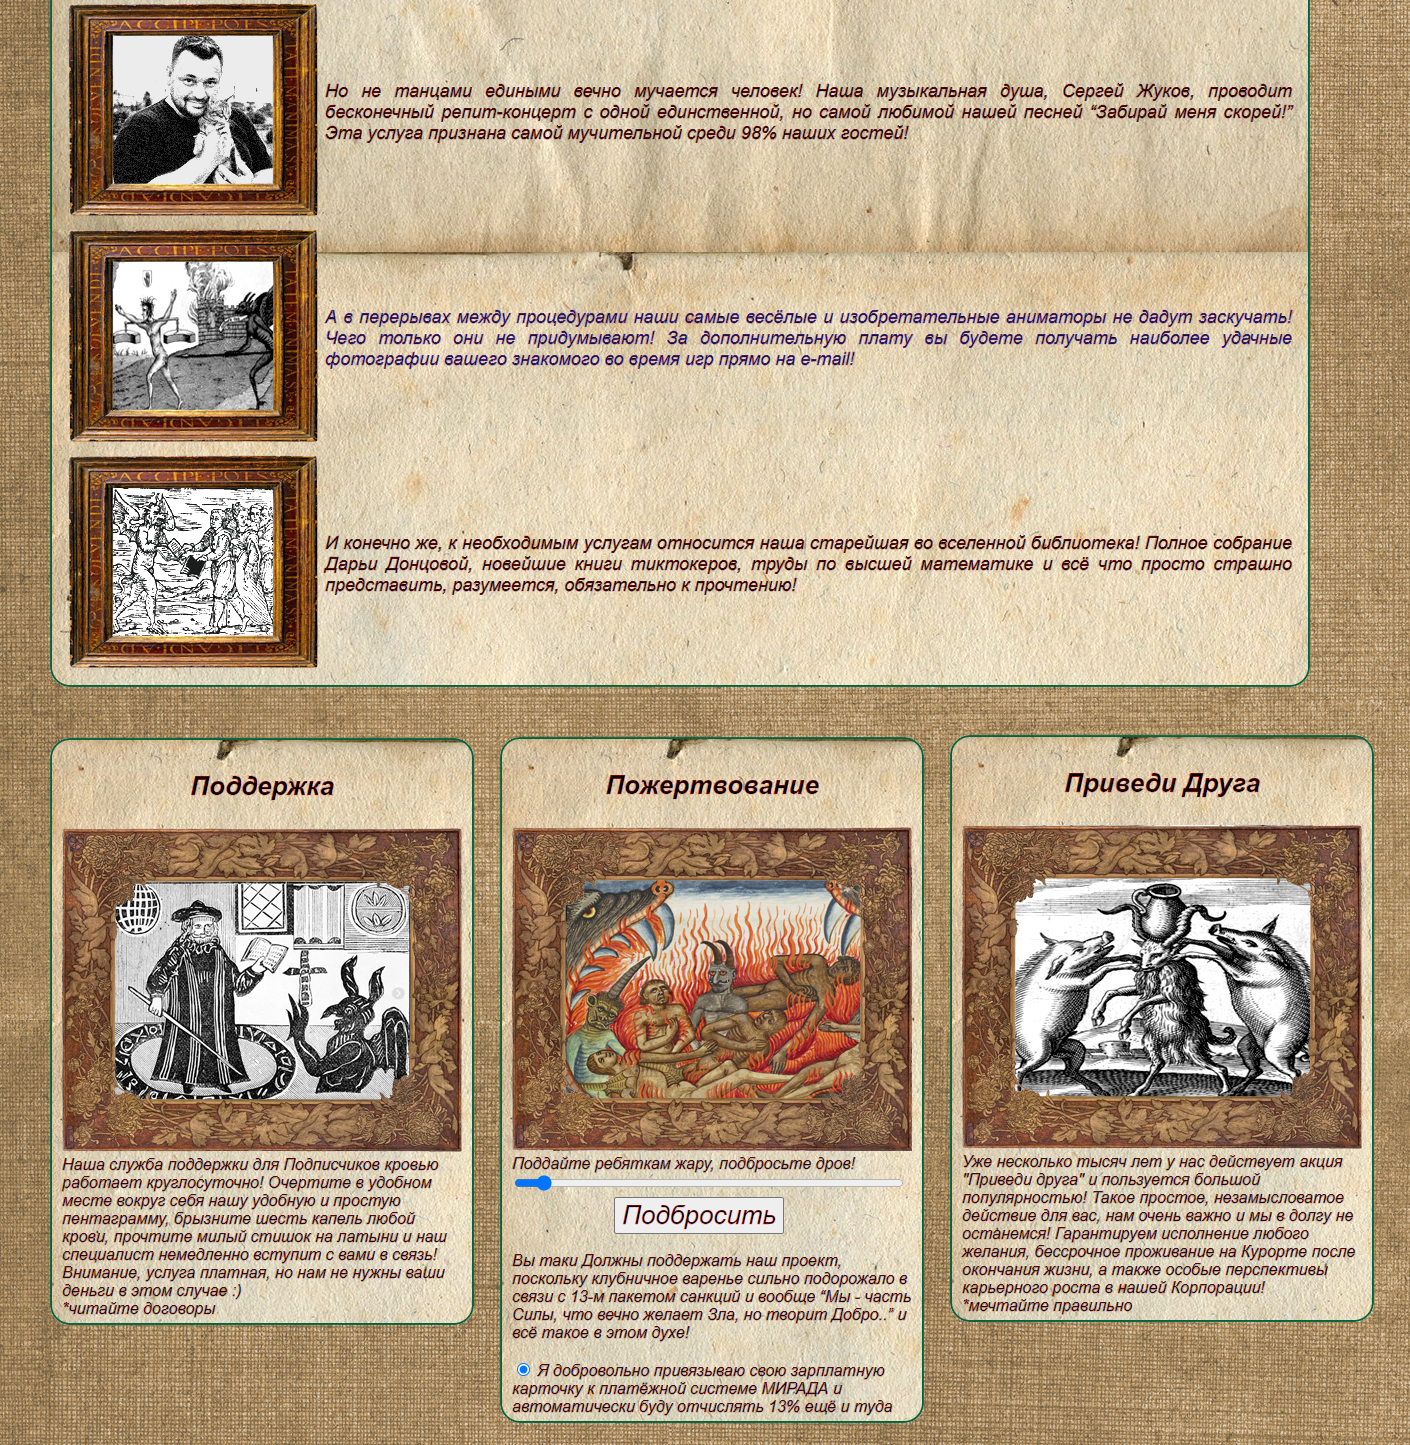 Но не танцами едиными вечно мучается человек! Наша музыкальная душа, Сергей Жуков, проводит
бесконечный репит-концерт с одной единственной, но самой любимой нашей песней “Забирай меня скорей!”
Эта услуга признана самой мучительной среди 98% наших гостей!
А в перерывах между процедурами наши самые весёлые и изобретательные аниматоры не дадут заскучать!
Чего только они не придумывают! За дополнительную плату вы будете получать наиболее удачные
фотографии вашего знакомого во время игр прямо на e-mail!
И конечно же, к необходимым услугам относится наша старейшая во вселенной библиотека! Полное собрание
Дарьи Донцовой, новейшие книги тиктокеров, труды по высшей математике и всё что просто страшно
представить, разумеется, обязательно к прочтению!
Поддержка
Наша служба поддержки для Подписчиков кровью
работает круглосуточно! Очертите в удобном
месте вокруг себя нашу удобную и простую
пентаграмму, брызните шесть капель любой
крови, прочтите милый стишок на латыни и наш
специалист немедленно вступит с вами в связь!
Внимание, услуга платная, но нам не нужны ваши
деньги в этом случае :)
*читайте договоры
Пожертвование
Поддайте ребяткам жару, подбросьте дров!
Подбросить
Вы таки Должны поддержать наш проект,
поскольку клубничное варенье сильно подорожало в
связи с 13-м пакетом санкций и вообще “Мы - часть
Силы, что вечно желает Зла, но творит Добро..” и
всё такое в этом духе!
Я добровольно привязываю свою зарплатную
карточку к платёжной системе МИРАДА и
автоматически буду отчислять 13% ещё и туда
Приведи Друга
Уже несколько тысяч лет у нас действует акция
"Приведи друга" и пользуется большой
популярностью! Такое простое, незамысловатое
действие для вас, нам очень важно и мы в долгу не
останемся! Гарантируем исполнение любого
желания, бессрочное проживание на Курорте после
окончания жизни, а также особые перспективы
карьерного роста в нашей Корпорации!
*мечтайте правильно